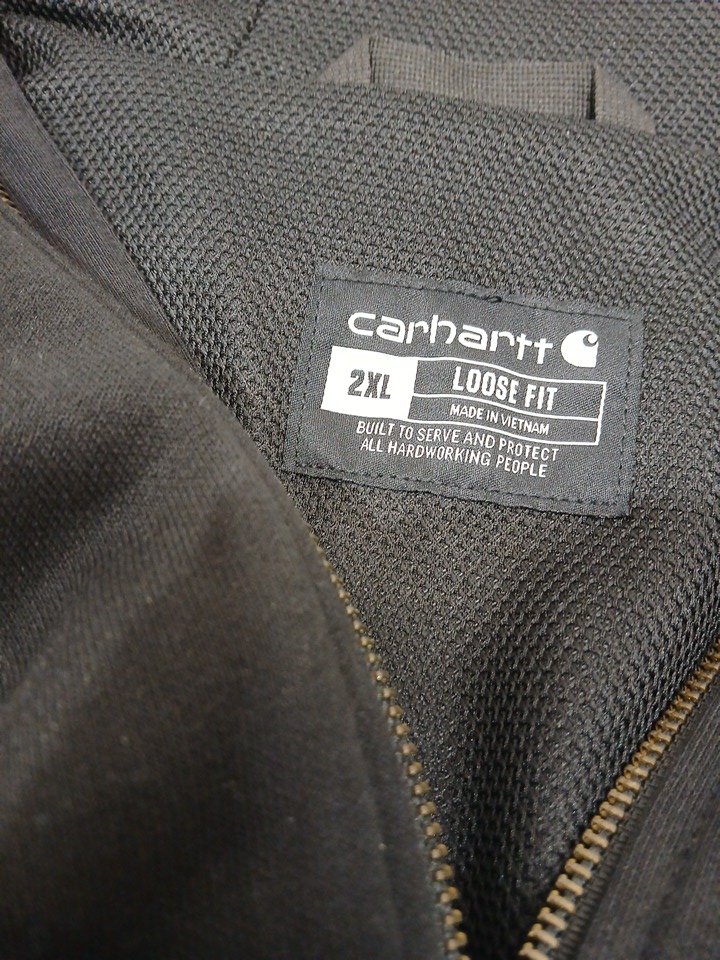 carhartt
2XL
LOOSE FIT
MADE IN VIETNAM
BUILT TO SERVE AND PROTECT
ALL HARDWORKING PEOPLE